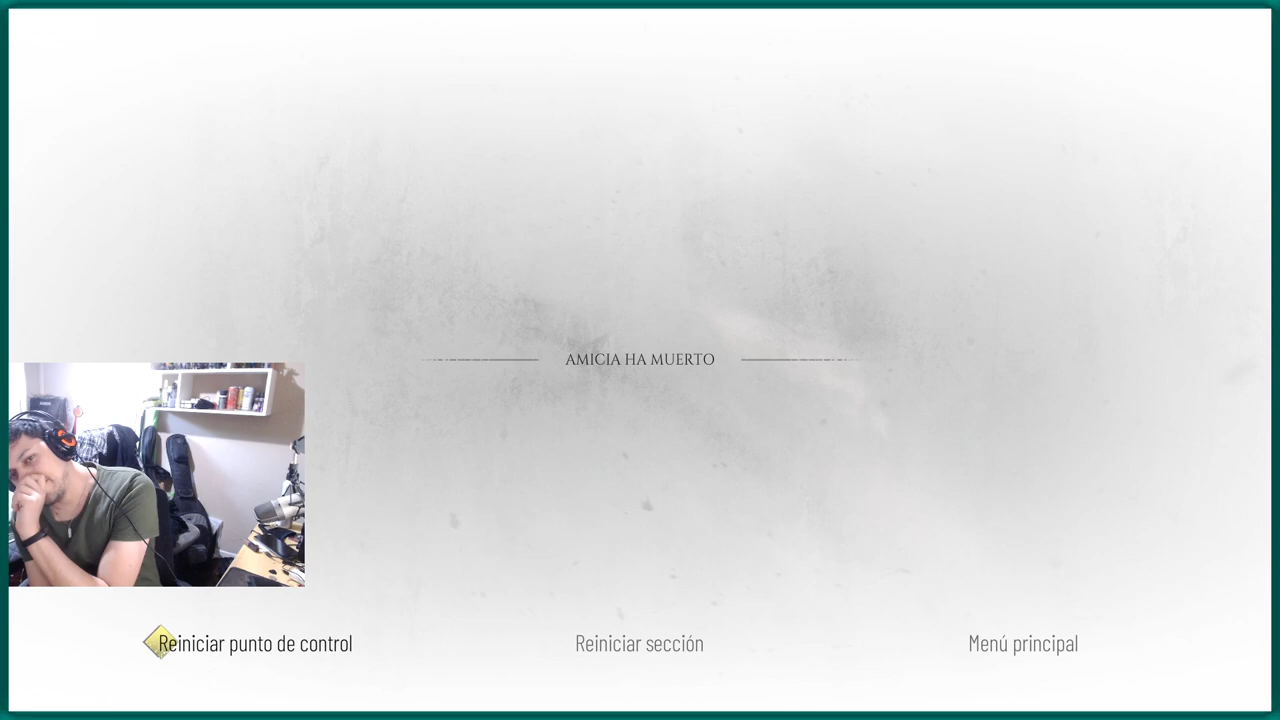 AMICIA HA MUERTO
Reiniciar punto de control
Reiniciar sección
Menú principal